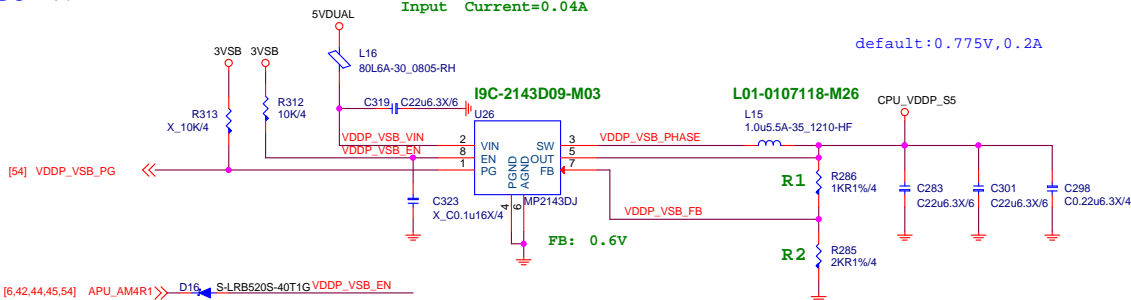 Input Current=0.04A
5VDUAL
default:0.775V,0.2A
3VSB 3VSB
L16
80L6A-30_0805-RH
I9C-2143D09-M03
L01-0107118-M26
CPU_VDDP_S5
R313
X_10K/4
R312
10K/4
C319 C22u6.3X/6
U26
L15
1.0u5.5A-35_1210-HF
VDDP_VSB_VIN 2 VIN SW 3 VDDP_VSB_PHASE
VDDP_VSB_EN 8 EN OUT 5
[54] VDDP_VSB_PG 1 PG FB 7
PGND AGND
4 6
MP2143DJ
R1
R286
1KR1%/4
C283
C22u6.3X/6
C301
C22u6.3X/6
C298
C0.22u6.3X/4
C323
X_C0.1u16X/4
VDDP_VSB_FB
FB: 0.6V
R2
R285
2KR1%/4
[6,42,44,45,54] APU_AM4R1 D16 S-LRB520S-40T1G VDDP_VSB_EN